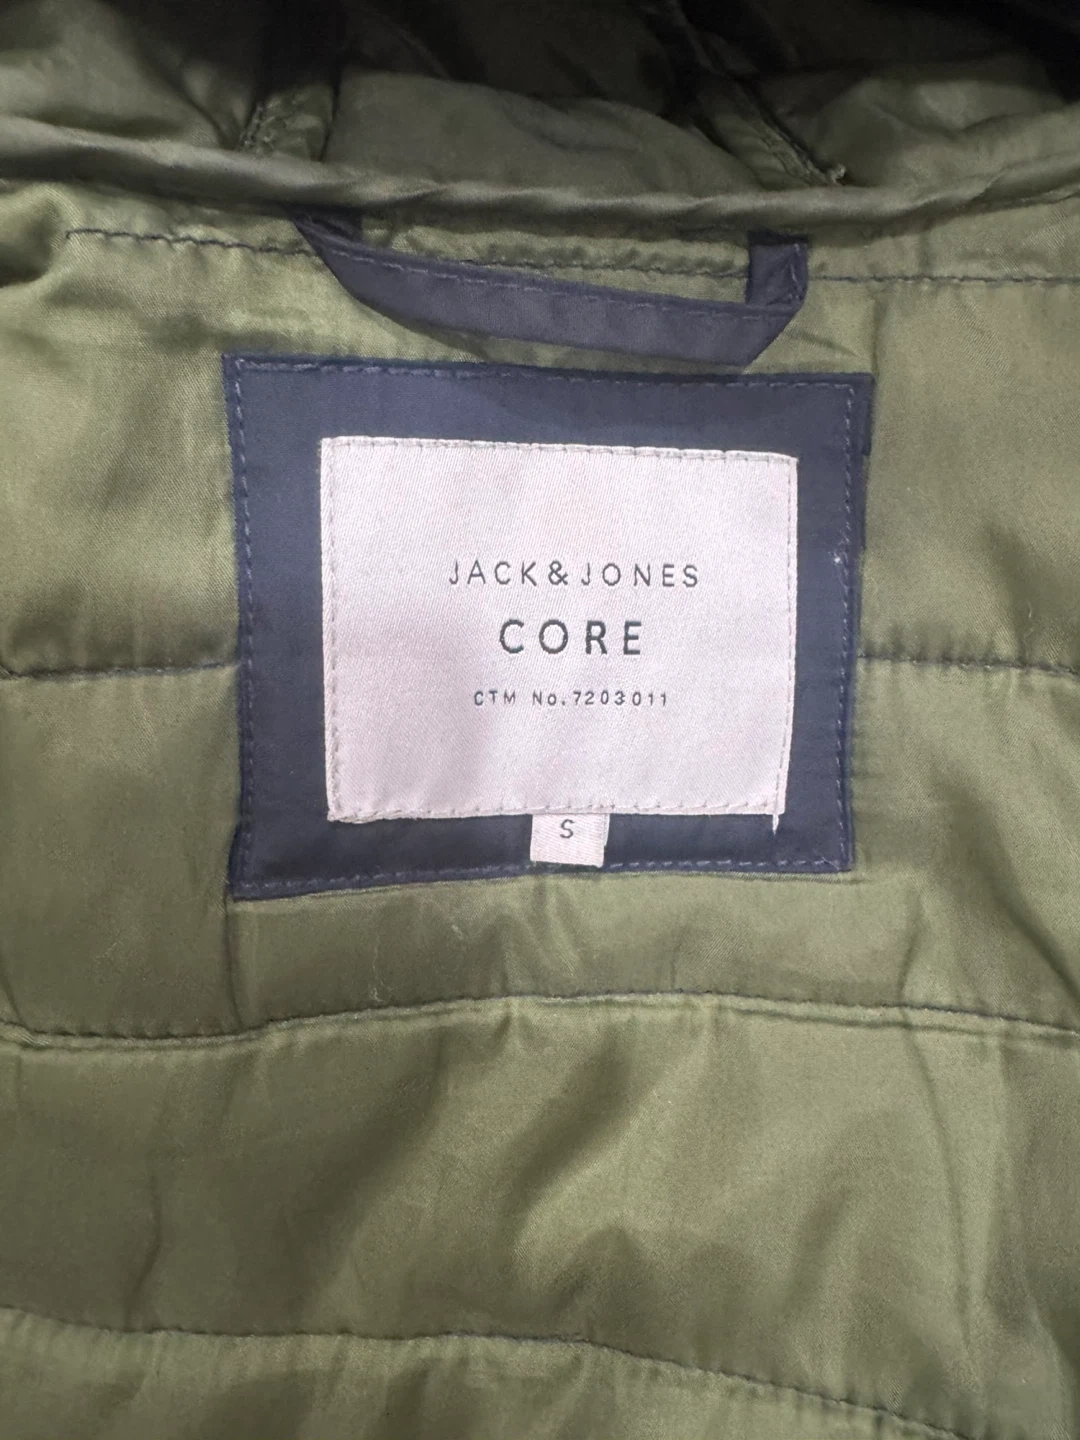 JACK&JONES
CORE
CTM No.7203011
S